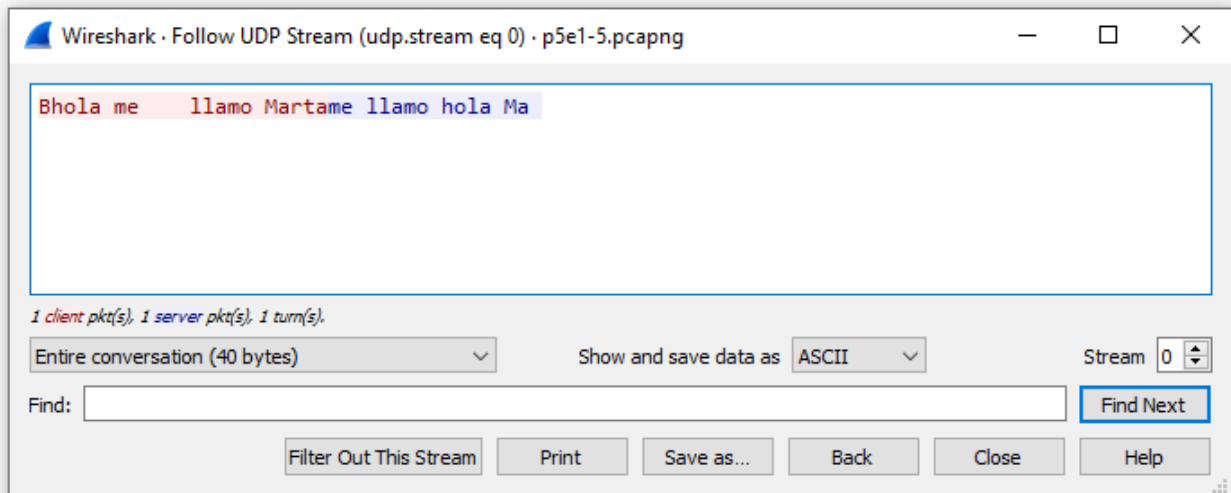 Wireshark · Follow UDP Stream (udp.stream eq 0) · p5e1-5.pcapng
Bhola me    llamo Martame llamo hola Ma
1 client pkt(s), 1 server pkt(s), 1 turn(s).
Entire conversation (40 bytes) Show and save data as ASCII Stream 0
Find: Find Next
Filter Out This Stream Print Save as... Back Close Help